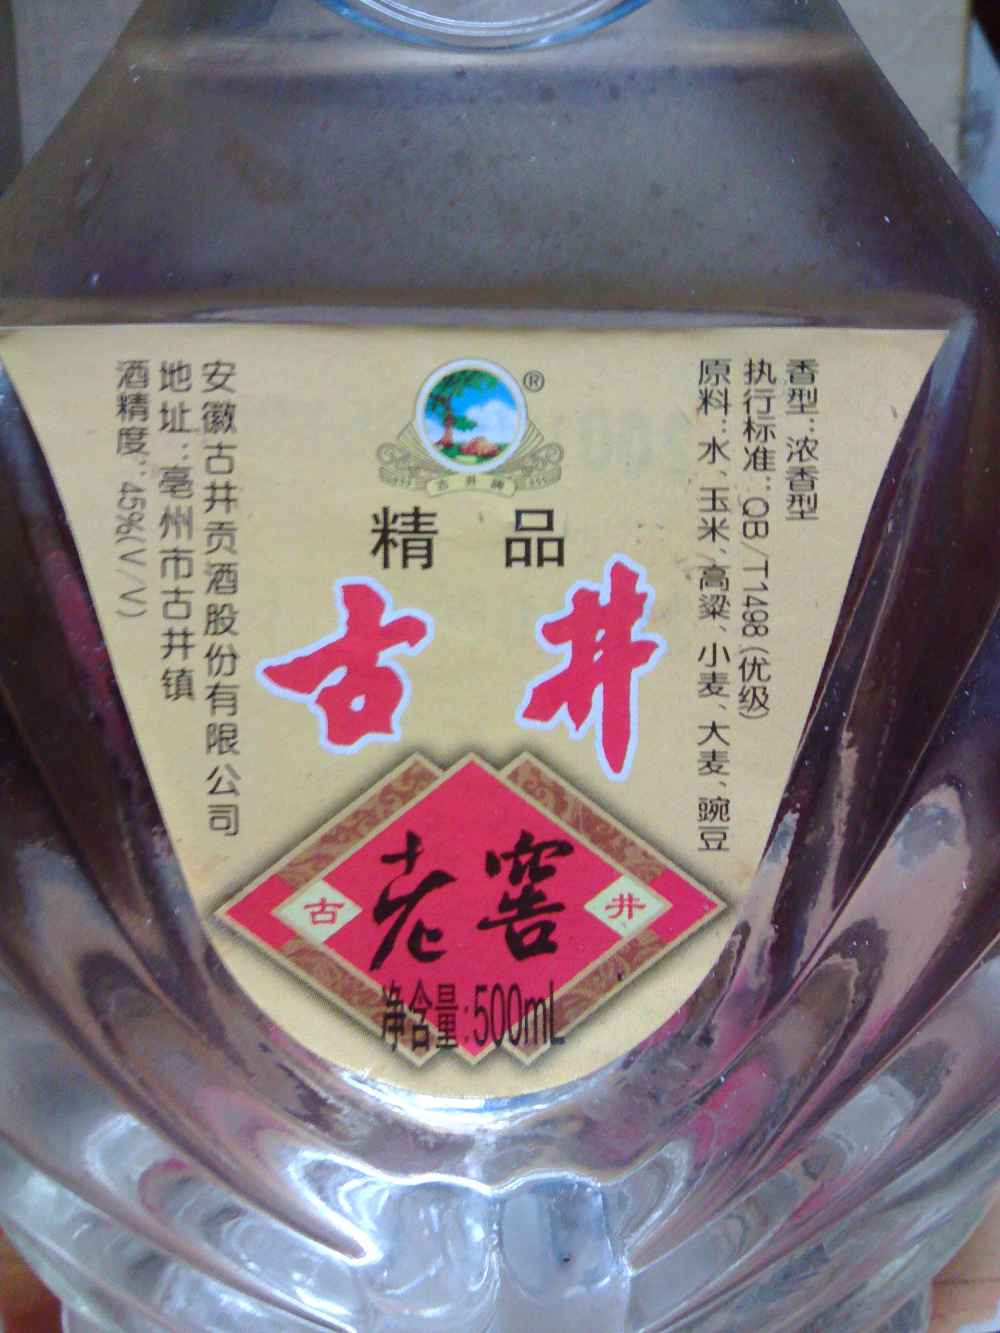 ®
古井牌
精品
古井
古 老窖 井
净含量:500mL
香型:浓香型
执行标准:QB/T1498(优级)
原料:水、玉米、高粱、小麦、大麦、豌豆
安徽古井贡酒股份有限公司
地址:亳州市古井镇
酒精度:45%(V/V)